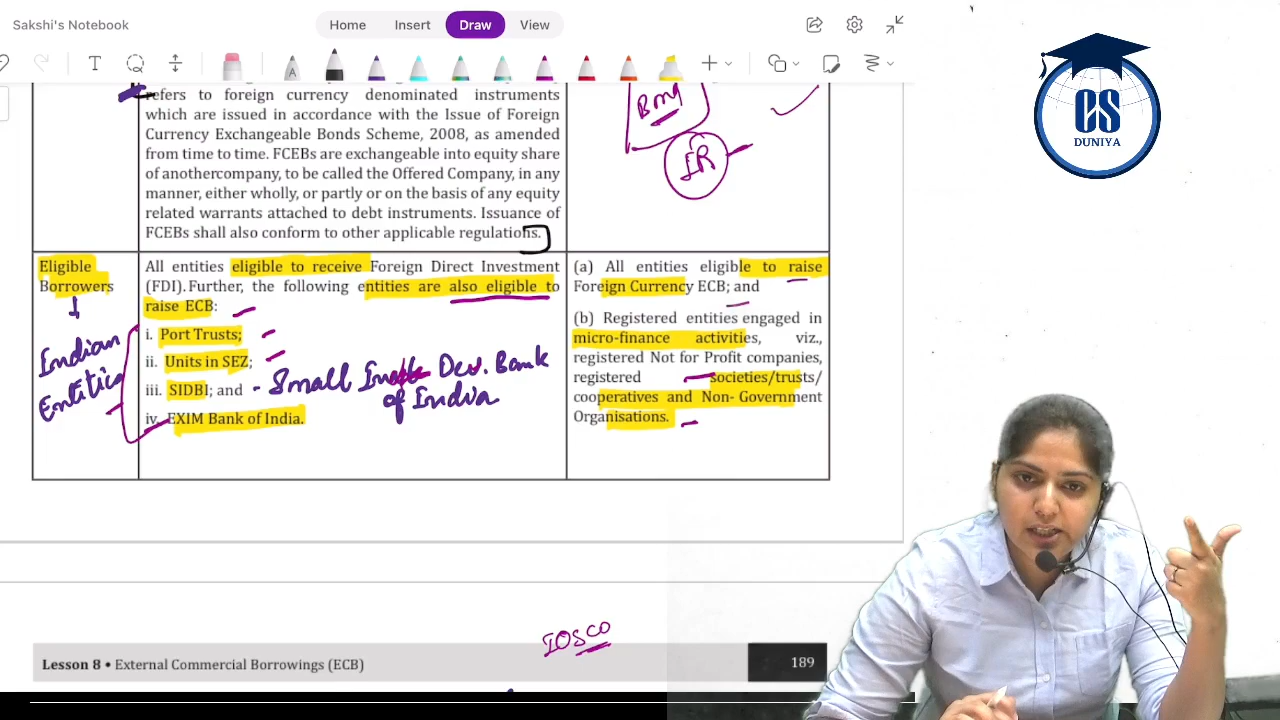 Sakshi's Notebook
Home Insert Draw View
refers to foreign currency denominated instruments
which are issued in accordance with the Issue of Foreign
Currency Exchangeable Bonds Scheme, 2008, as amended
from time to time. FCEBs are exchangeable into equity share
of anothercompany, to be called the Offered Company, in any
manner, either wholly, or partly or on the basis of any equity
related warrants attached to debt instruments. Issuance of
FCEBs shall also conform to other applicable regulations.
IR
CS
DUNIYA
Eligible
Borrowers
Indian
Entities
All entities eligible to receive Foreign Direct Investment
(FDI).Further, the following entities are also eligible to
raise ECB:
i. Port Trusts;
ii. Units in SEZ;
iii. SIDBI; and
iv. EXIM Bank of India.
- Small Dev. Bank
of India
(a) All entities eligible to raise
Foreign Currency ECB; and
(b) Registered entities engaged in
micro-finance activities, viz.,
registered Not for Profit companies,
registered societies/trusts/
cooperatives and Non- Government
Organisations.
IOSCO
Lesson 8 • External Commercial Borrowings (ECB)
189